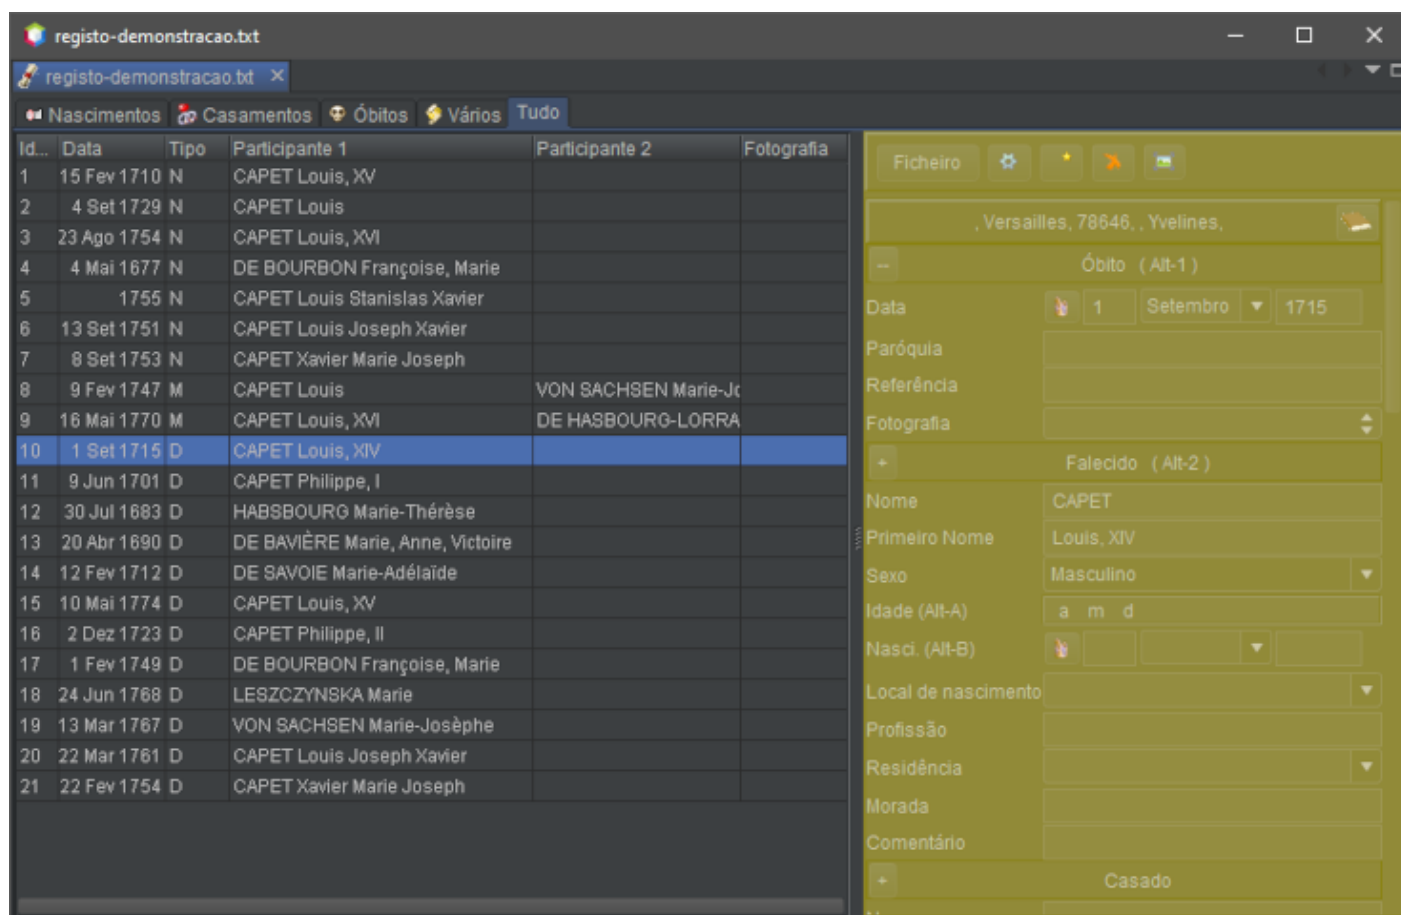 registo-demonstracao.txt
registo-demonstracao.txt
Nascimentos Casamentos Óbitos Vários Tudo
Id... Data Tipo Participante 1 Participante 2 Fotografia
1 15 Fev 1710 N CAPET Louis, XV
2 4 Set 1729 N CAPET Louis
3 23 Ago 1754 N CAPET Louis, XVI
4 4 Mai 1677 N DE BOURBON Françoise, Marie
5 1755 N CAPET Louis Stanislas Xavier
6 13 Set 1751 N CAPET Louis Joseph Xavier
7 8 Set 1753 N CAPET Xavier Marie Joseph
8 9 Fev 1747 M CAPET Louis VON SACHSEN Marie-Jo
9 16 Mai 1770 M CAPET Louis, XVI DE HASBOURG-LORRA
10 1 Set 1715 D CAPET Louis, XIV
11 9 Jun 1701 D CAPET Philippe, I
12 30 Jul 1683 D HABSBOURG Marie-Thérèse
13 20 Abr 1690 D DE BAVIÈRE Marie, Anne, Victoire
14 12 Fev 1712 D DE SAVOIE Marie-Adélaïde
15 10 Mai 1774 D CAPET Louis, XV
16 2 Dez 1723 D CAPET Philippe, II
17 1 Fev 1749 D DE BOURBON Françoise, Marie
18 24 Jun 1768 D LESZCZYNSKA Marie
19 13 Mar 1767 D VON SACHSEN Marie-Josèphe
20 22 Mar 1761 D CAPET Louis Joseph Xavier
21 22 Fev 1754 D CAPET Xavier Marie Joseph
Ficheiro
, Versailles, 78646, , Yvelines,
-- Óbito (Alt-1)
Data 1 Setembro 1715
Paróquia
Referência
Fotografia
+ Falecido (Alt-2)
Nome CAPET
Primeiro Nome Louis, XIV
Sexo Masculino
Idade (Alt-A) a m d
Nasci. (Alt-B)
Local de nascimento
Profissão
Residência
Morada
Comentário
+ Casado